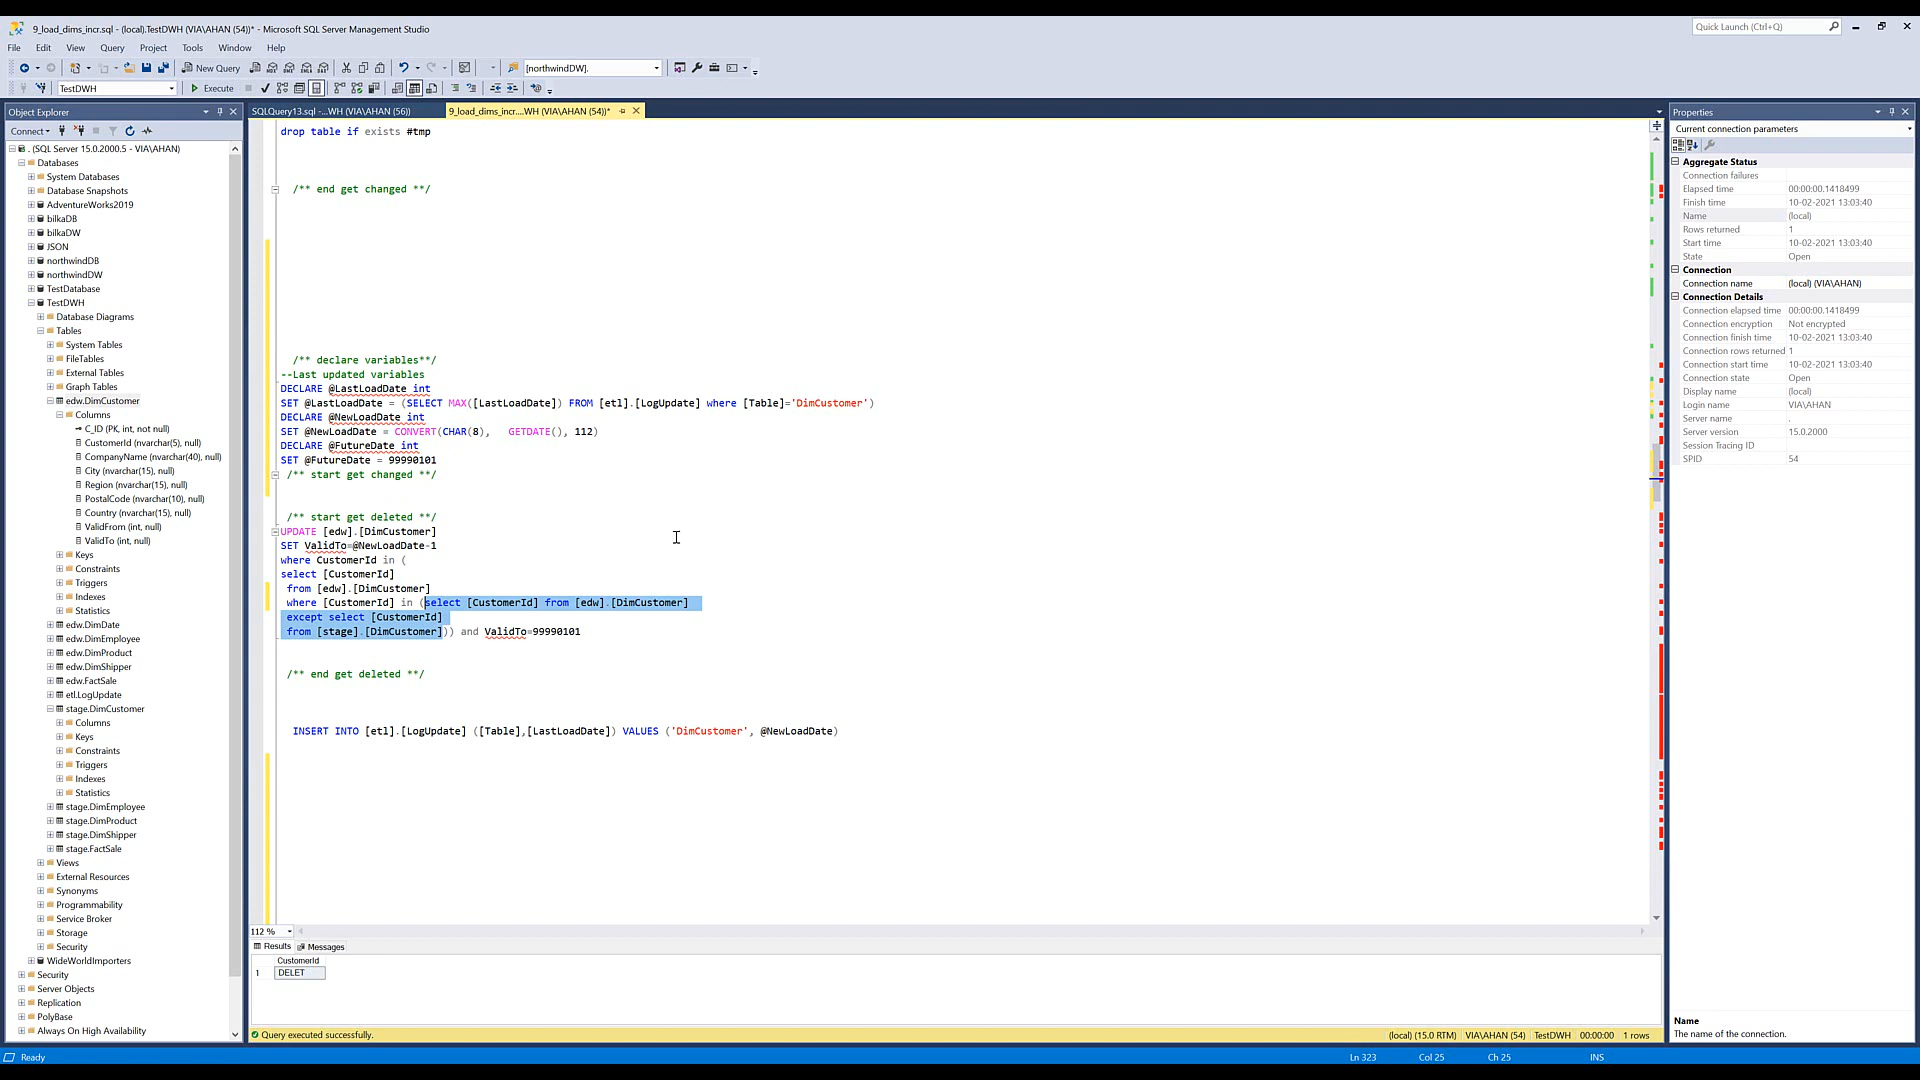 9_load_dims_incr.sql - (local).TestDWH (VIA\AHAN (54))* - Microsoft SQL Server Management Studio
Quick Launch (Ctrl+Q)
File Edit View Query Project Tools Window Help
New Query
[northwindDW].
TestDWH
Execute
Object Explorer
SQLQuery13.sql -...WH (VIA\AHAN (56))
9_load_dims_incr....WH (VIA\AHAN (54))*
Connect
. (SQL Server 15.0.2000.5 - VIA\AHAN)
Databases
System Databases
Database Snapshots
AdventureWorks2019
bilkaDB
bilkaDW
JSON
northwindDB
northwindDW
TestDatabase
TestDWH
Database Diagrams
Tables
System Tables
FileTables
External Tables
Graph Tables
edw.DimCustomer
Columns
C_ID (PK, int, not null)
CustomerId (nvarchar(5), null)
CompanyName (nvarchar(40), null)
City (nvarchar(15), null)
Region (nvarchar(15), null)
PostalCode (nvarchar(10), null)
Country (nvarchar(15), null)
ValidFrom (int, null)
ValidTo (int, null)
Keys
Constraints
Triggers
Indexes
Statistics
edw.DimDate
edw.DimEmployee
edw.DimProduct
edw.DimShipper
edw.FactSale
etl.LogUpdate
stage.DimCustomer
Columns
Keys
Constraints
Triggers
Indexes
Statistics
stage.DimEmployee
stage.DimProduct
stage.DimShipper
stage.FactSale
Views
External Resources
Synonyms
Programmability
Service Broker
Storage
Security
WideWorldImporters
Security
Server Objects
Replication
PolyBase
Always On High Availability
drop table if exists #tmp
/** end get changed **/
/** declare variables**/
--Last updated variables
DECLARE @LastLoadDate int
SET @LastLoadDate = (SELECT MAX([LastLoadDate]) FROM [etl].[LogUpdate] where [Table]='DimCustomer')
DECLARE @NewLoadDate int
SET @NewLoadDate = CONVERT(CHAR(8), GETDATE(), 112)
DECLARE @FutureDate int
SET @FutureDate = 99990101
/** start get changed **/
/** start get deleted **/
UPDATE [edw].[DimCustomer]
SET ValidTo=@NewLoadDate-1
where CustomerId in (
select [CustomerId]
from [edw].[DimCustomer]
where [CustomerId] in (select [CustomerId] from [edw].[DimCustomer]
except select [CustomerId]
from [stage].[DimCustomer])) and ValidTo=99990101
/** end get deleted **/
INSERT INTO [etl].[LogUpdate] ([Table],[LastLoadDate]) VALUES ('DimCustomer', @NewLoadDate)
112 %
Results Messages
CustomerId
1 DELET
Query executed successfully.
(local) (15.0 RTM) VIA\AHAN (54) TestDWH 00:00:00 1 rows
Properties
Current connection parameters
Aggregate Status
Connection failures
Elapsed time 00:00:00.1418499
Finish time 10-02-2021 13:03:40
Name (local)
Rows returned 1
Start time 10-02-2021 13:03:40
State Open
Connection
Connection name (local) (VIA\AHAN)
Connection Details
Connection elapsed time 00:00:00.1418499
Connection encryption Not encrypted
Connection finish time 10-02-2021 13:03:40
Connection rows returned 1
Connection start time 10-02-2021 13:03:40
Connection state Open
Display name (local)
Login name VIA\AHAN
Server name .
Server version 15.0.2000
Session Tracing ID
SPID 54
Name
The name of the connection.
Ready
Ln 323 Col 25 Ch 25 INS